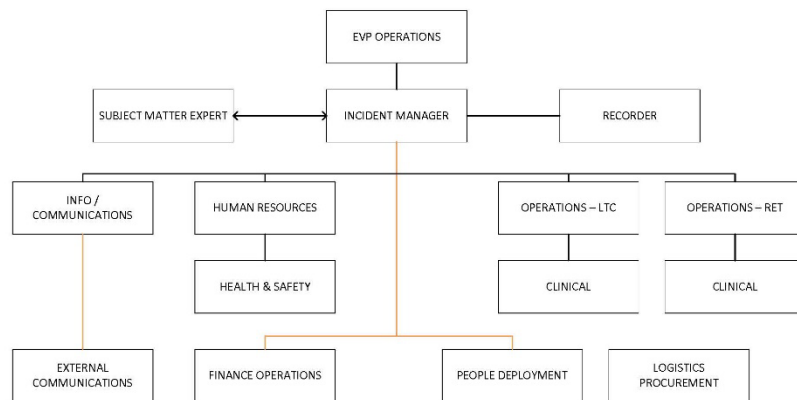 EVP OPERATIONS
SUBJECT MATTER EXPERT
INCIDENT MANAGER
RECORDER
INFO /
COMMUNICATIONS
HUMAN RESOURCES
OPERATIONS – LTC
OPERATIONS – RET
HEALTH & SAFETY
CLINICAL
CLINICAL
EXTERNAL
COMMUNICATIONS
FINANCE OPERATIONS
PEOPLE DEPLOYMENT
LOGISTICS
PROCUREMENT